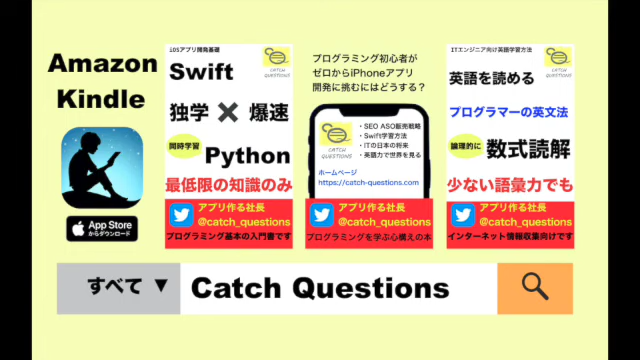 Amazon
Kindle
App Store
からダウンロード
iOSアプリ開発基礎
CATCH
QUESTIONS
Swift
独学 ✖ 爆速
同時学習
Python
最低限の知識のみ
アプリ作る社長
@catch_questions
プログラミング基本の入門書です
プログラミング初心者が
ゼロからiPhoneアプリ
開発に挑むにはどうする？
CATCH
QUESTIONS
・SEO ASO販売戦略
・Swift学習方法
・ITの日本の将来
・英語力で世界を見る
ホームページ
https://catch-questions.com
アプリ作る社長
@catch_questions
プログラミングを学ぶ心構えの本
ITエンジニア向け英語学習方法
CATCH
QUESTIONS
英語を読める
プログラマーの英文法
論理的に
数式読解
少ない語彙力でも
アプリ作る社長
@catch_questions
インターネット情報収集向けです
すべて ▼
Catch Questions